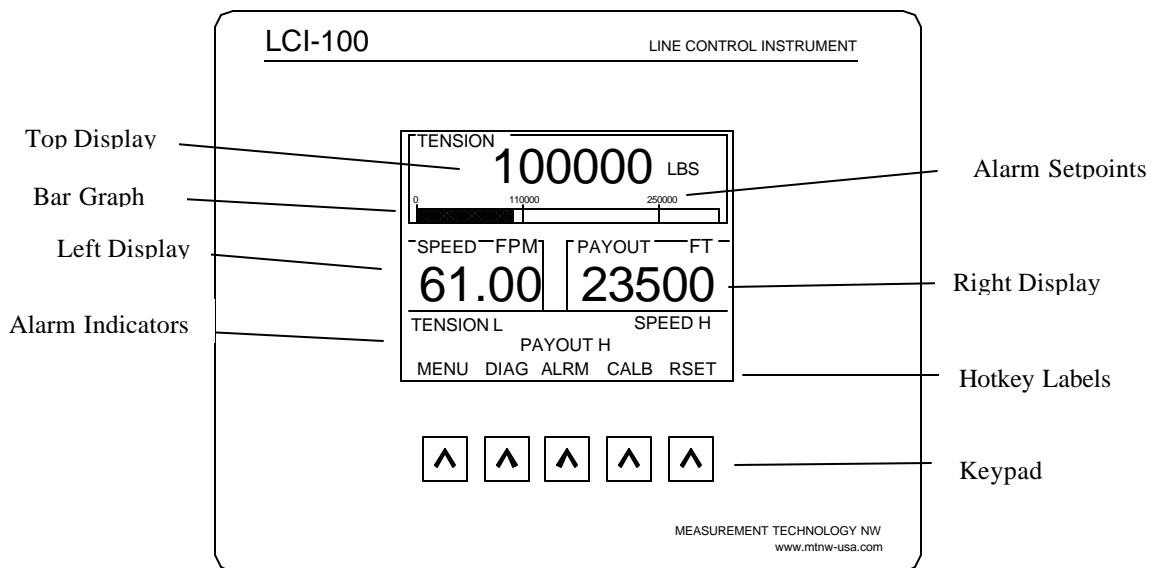 LCI-100
LINE CONTROL INSTRUMENT
Top Display
TENSION
100000 LBS
Alarm Setpoints
Bar Graph
0 110000 250000
Left Display
SPEED FPM
PAYOUT FT
61.00
23500
Right Display
Alarm Indicators
TENSION L
SPEED H
PAYOUT H
MENU DIAG ALRM CALB RSET
Hotkey Labels
Keypad
MEASUREMENT TECHNOLOGY NW
www.mtnw-usa.com